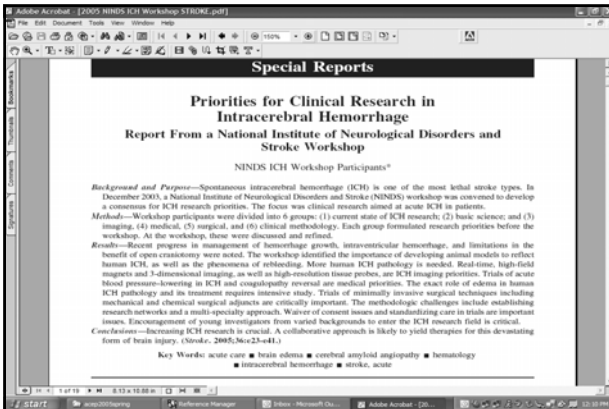 Adobe Acrobat - [2005 NINDS ICH Workshop STROKE.pdf]
File Edit Document Tools View Window Help
150%
Bookmarks
Thumbnails
Comments
Signatures
Special Reports
Priorities for Clinical Research in
Intracerebral Hemorrhage
Report From a National Institute of Neurological Disorders and
Stroke Workshop
NINDS ICH Workshop Participants*
Background and Purpose—Spontaneous intracerebral hemorrhage (ICH) is one of the most lethal stroke types. In
December 2003, a National Institute of Neurological Disorders and Stroke (NINDS) workshop was convened to develop
a consensus for ICH research priorities. The focus was clinical research aimed at acute ICH in patients.
Methods—Workshop participants were divided into 6 groups: (1) current state of ICH research; (2) basic science; and (3)
imaging, (4) medical, (5) surgical, and (6) clinical methodology. Each group formulated research priorities before the
workshop. At the workshop, these were discussed and refined.
Results—Recent progress in management of hemorrhage growth, intraventricular hemorrhage, and limitations in the
benefit of open craniotomy were noted. The workshop identified the importance of developing animal models to reflect
human ICH, as well as the phenomena of rebleeding. More human ICH pathology is needed. Real-time, high-field
magnets and 3-dimensional imaging, as well as high-resolution tissue probes, are ICH imaging priorities. Trials of acute
blood pressure-lowering in ICH and coagulopathy reversal are medical priorities. The exact role of edema in human
ICH pathology and its treatment requires intensive study. Trials of minimally invasive surgical techniques including
mechanical and chemical surgical adjuncts are critically important. The methodologic challenges include establishing
research networks and a multi-specialty approach. Waiver of consent issues and standardizing care in trials are important
issues. Encouragement of young investigators from varied backgrounds to enter the ICH research field is critical.
Conclusions—Increasing ICH research is crucial. A collaborative approach is likely to yield therapies for this devastating
form of brain injury. (Stroke. 2005;36:e23-e41.)
Key Words: acute care ■ brain edema ■ cerebral amyloid angiopathy ■ hematology
■ intracerebral hemorrhage ■ stroke, acute
1 of 19 8.13 x 10.88 in
start acep2005spring Reference Manager Inbox - Microsoft Ou... Adobe Acrobat - [20... 12:10 PM